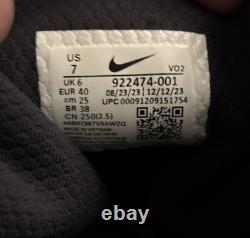 US
7 VO2
UK 6 922474-001
EUR 40 08/23/23 12/12/23
cm 25 UPC 00091209151754
BR 38
CN 250(2.5)
MADE IN VIETNAM
ebay